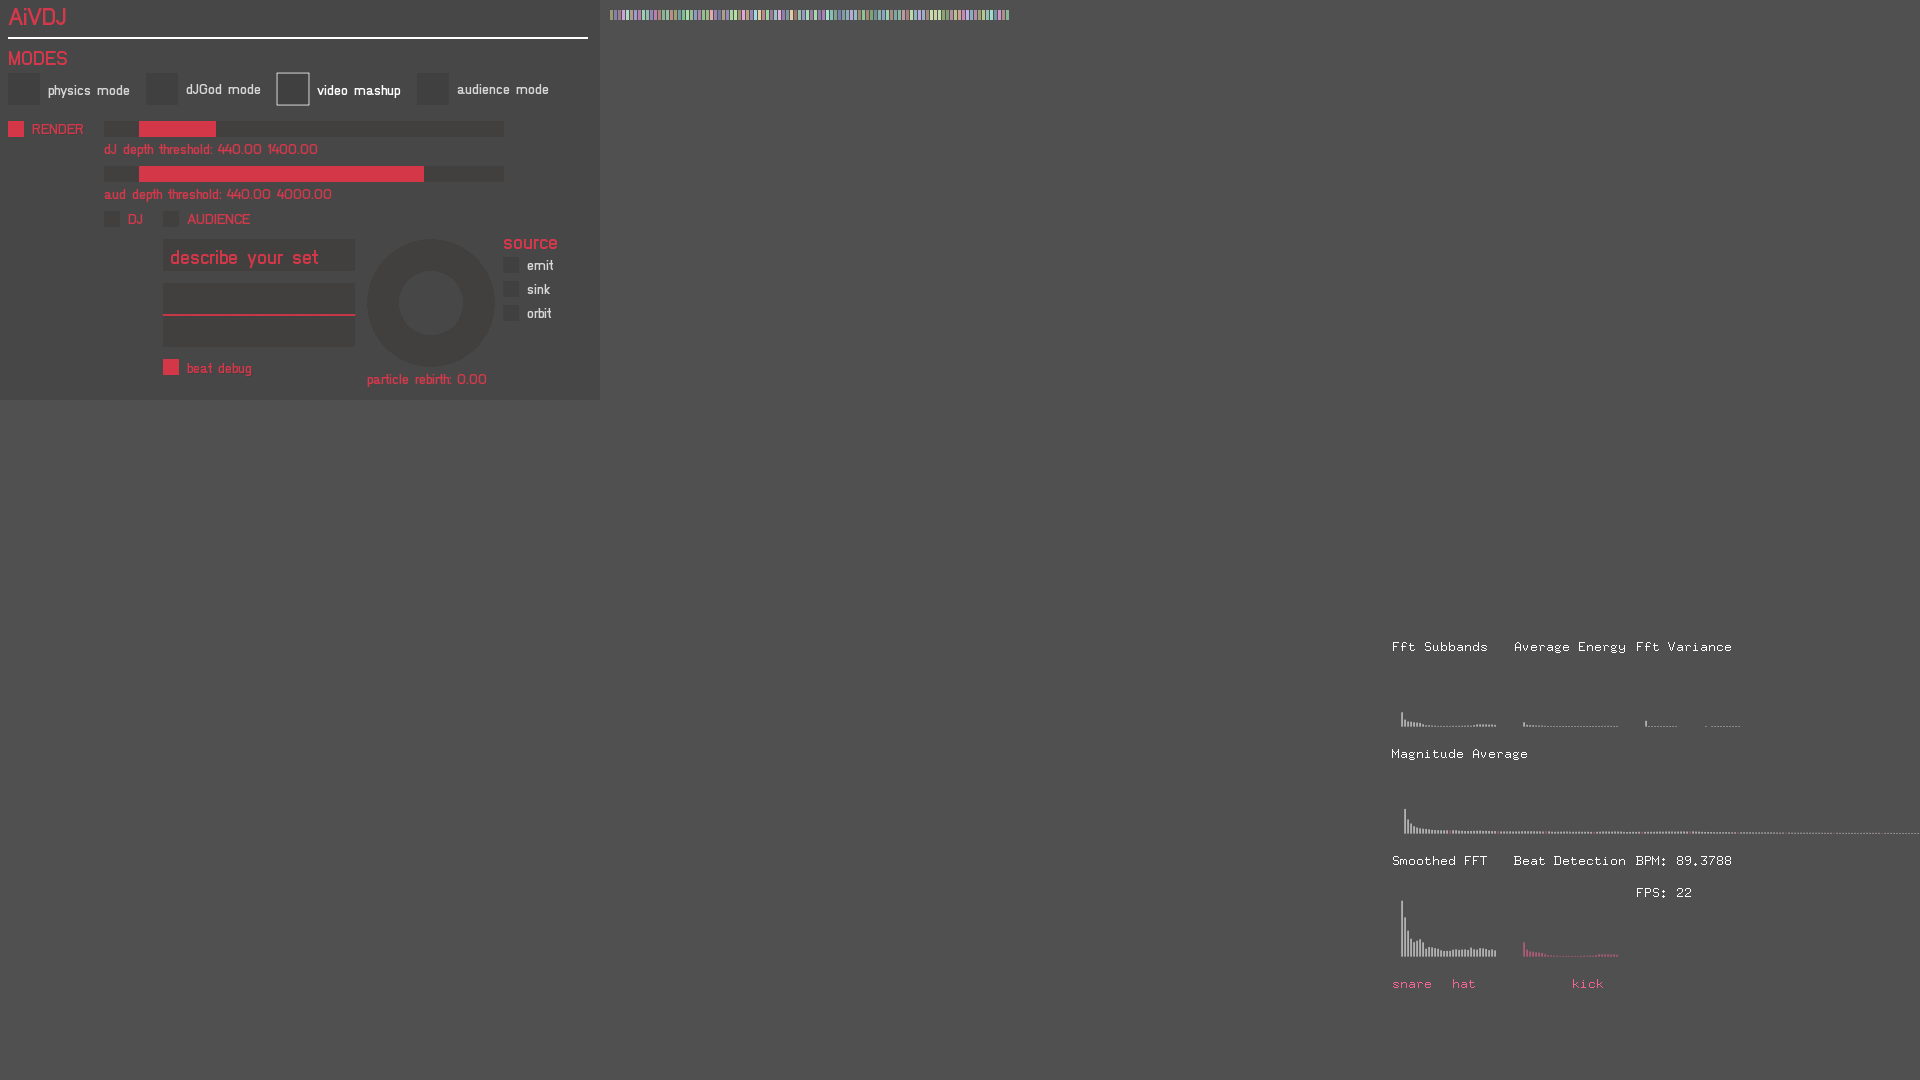 AiVDJ
MODES
physics mode dJGod mode video mashup audience mode
RENDER
dJ depth threshold: 440.00 1400.00
aud depth threshold: 440.00 4000.00
DJ AUDIENCE
describe your set
source
emit
sink
orbit
beat debug
particle rebirth: 0.00
Fft Subbands Average Energy Fft Variance
Magnitude Average
Smoothed FFT Beat Detection BPM: 89.3788
FPS: 22
snare hat kick